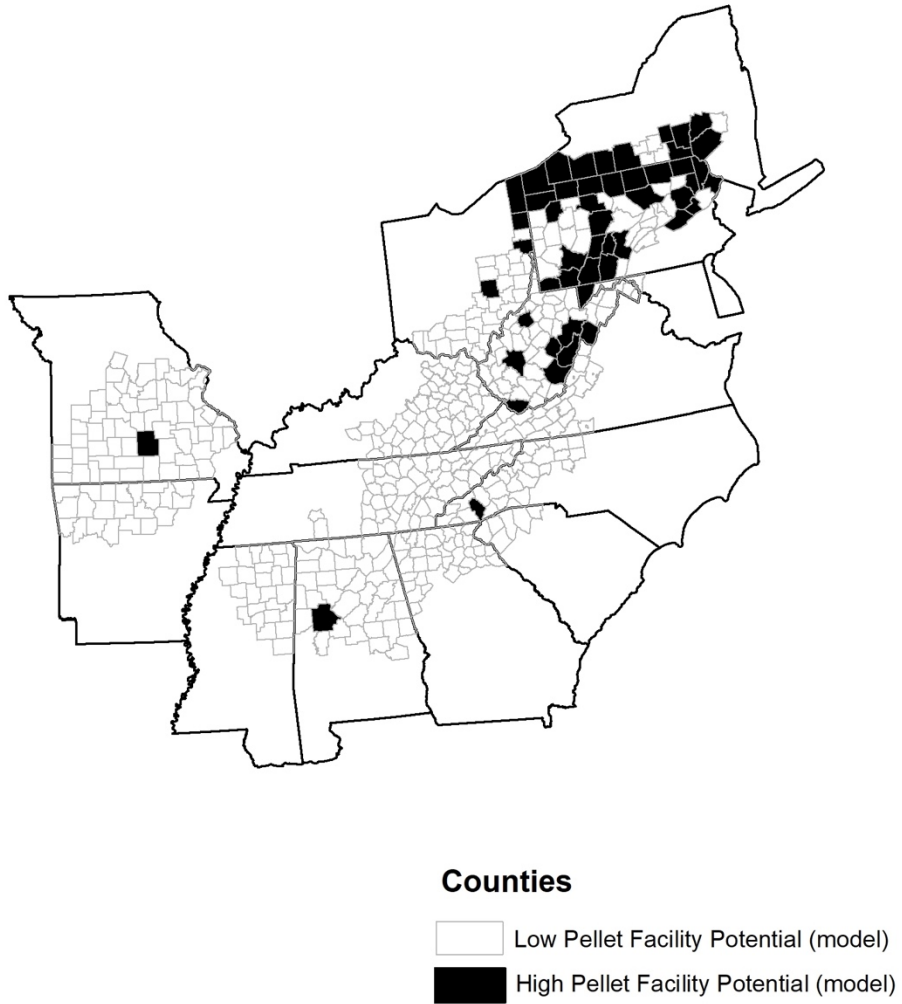 Counties
Low Pellet Facility Potential (model)
High Pellet Facility Potential (model)